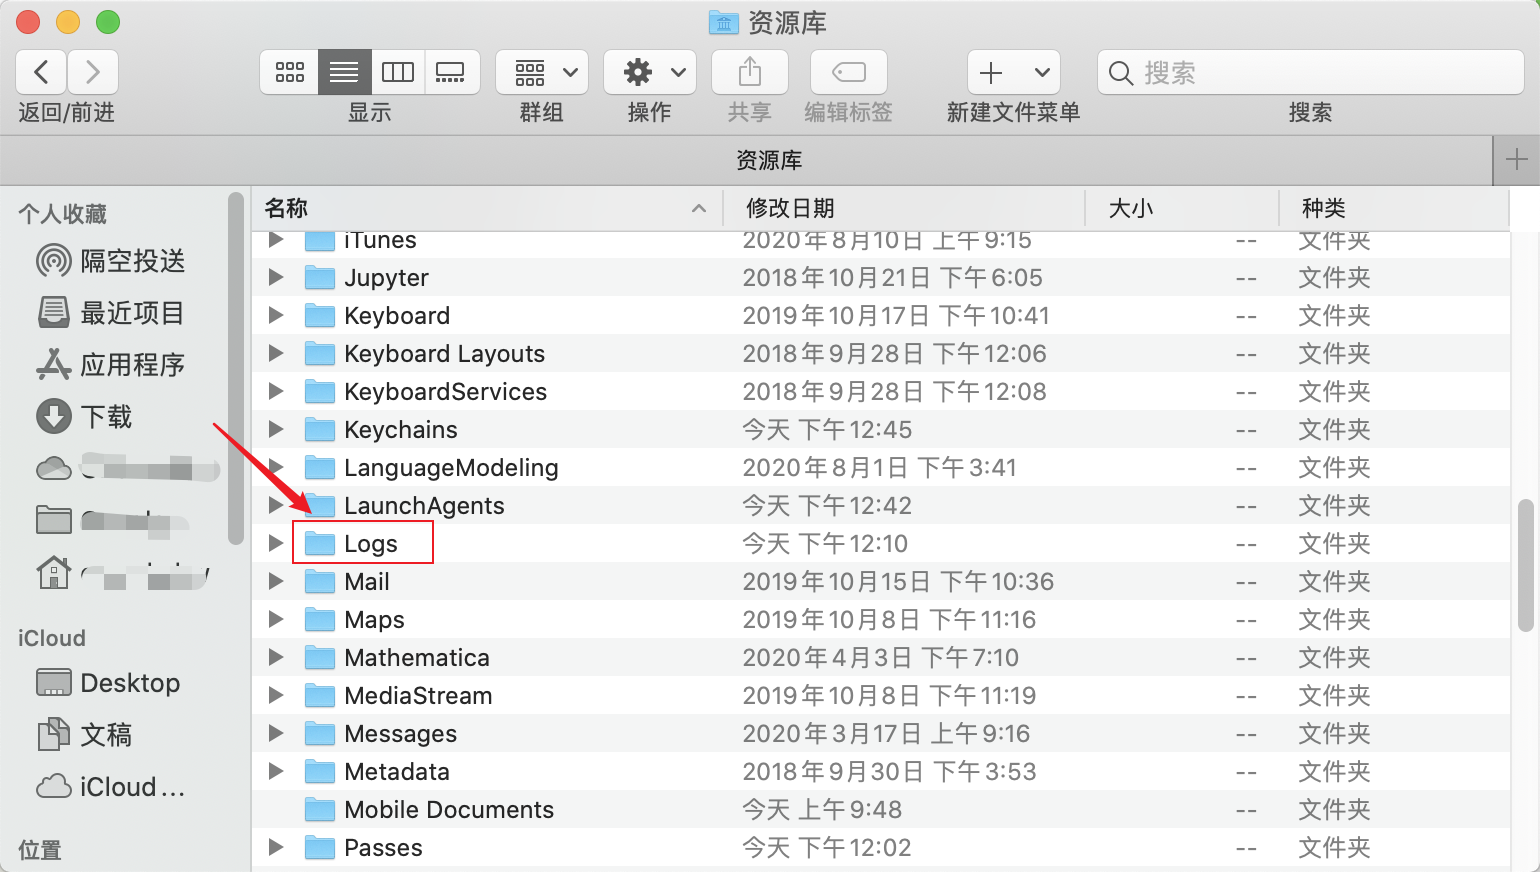 资源库
返回/前进
显示
群组
操作
共享
编辑标签
新建文件菜单
搜索
搜索
资源库
个人收藏
隔空投送
最近项目
应用程序
下载
iCloud
Desktop
文稿
iCloud…
位置
名称 修改日期 大小 种类
iTunes 2020年8月10日 上午9:15 -- 文件夹
Jupyter 2018年10月21日 下午6:05 -- 文件夹
Keyboard 2019年10月17日 下午10:41 -- 文件夹
Keyboard Layouts 2018年9月28日 下午12:06 -- 文件夹
KeyboardServices 2018年9月28日 下午12:08 -- 文件夹
Keychains 今天 下午12:45 -- 文件夹
LanguageModeling 2020年8月1日 下午3:41 -- 文件夹
LaunchAgents 今天 下午12:42 -- 文件夹
Logs 今天 下午12:10 -- 文件夹
Mail 2019年10月15日 下午10:36 -- 文件夹
Maps 2019年10月8日 下午11:16 -- 文件夹
Mathematica 2020年4月3日 下午7:10 -- 文件夹
MediaStream 2019年10月8日 下午11:19 -- 文件夹
Messages 2020年3月17日 上午9:16 -- 文件夹
Metadata 2018年9月30日 下午3:53 -- 文件夹
Mobile Documents 今天 上午9:48 -- 文件夹
Passes 今天 下午12:02 -- 文件夹